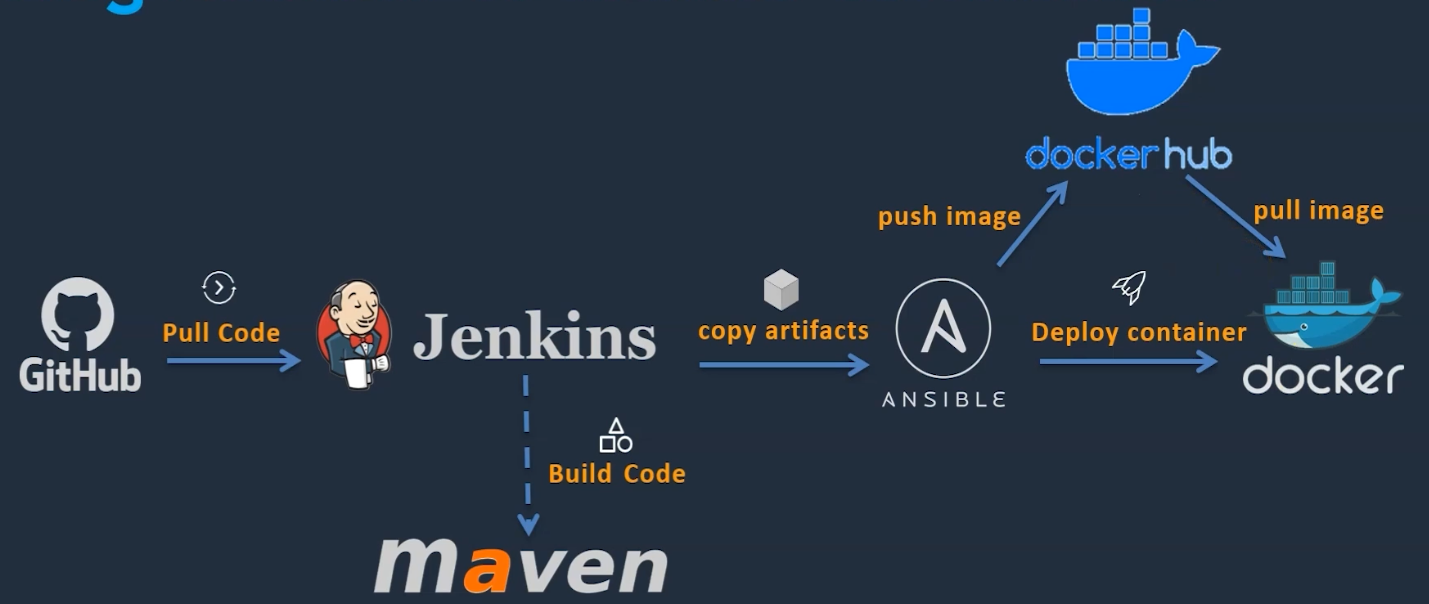 docker hub
push image
pull image
GitHub
Pull Code
Jenkins
copy artifacts
ANSIBLE
Deploy container
docker
Build Code
maven